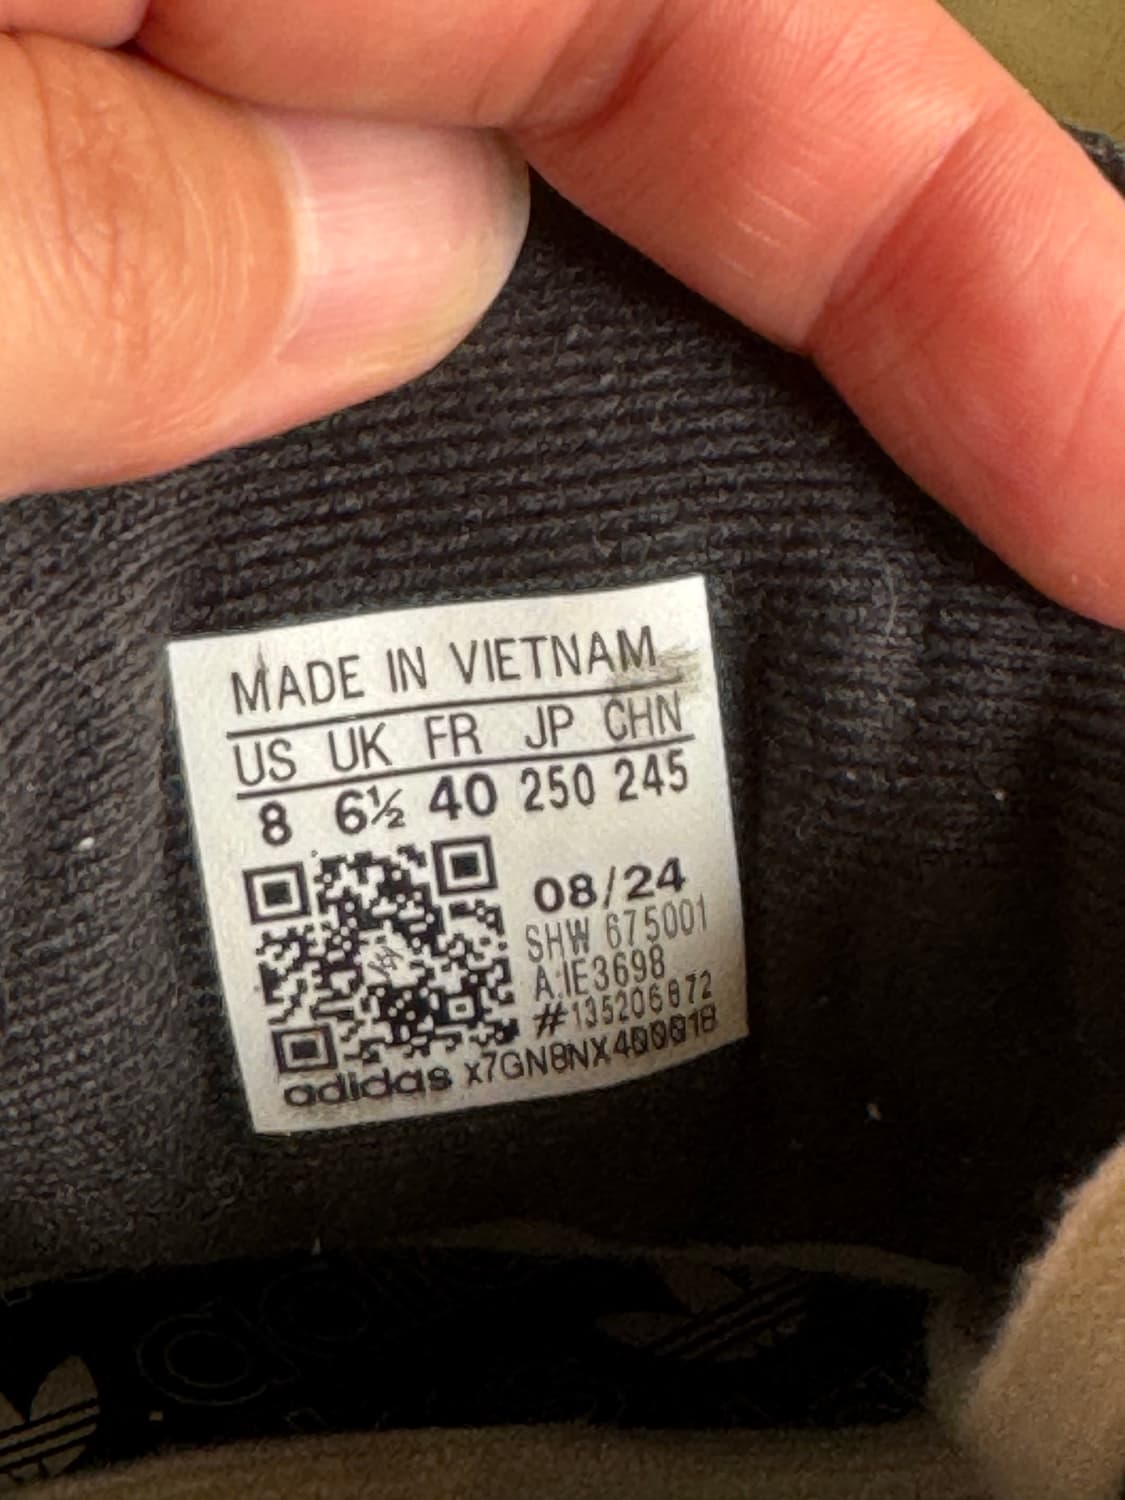 MADE IN VIETNAM
US UK FR JP CHN
8 6½ 40 250 245
08/24
SHW 675001
A:IE3698
#135206872
adidas x7GN8NX400018